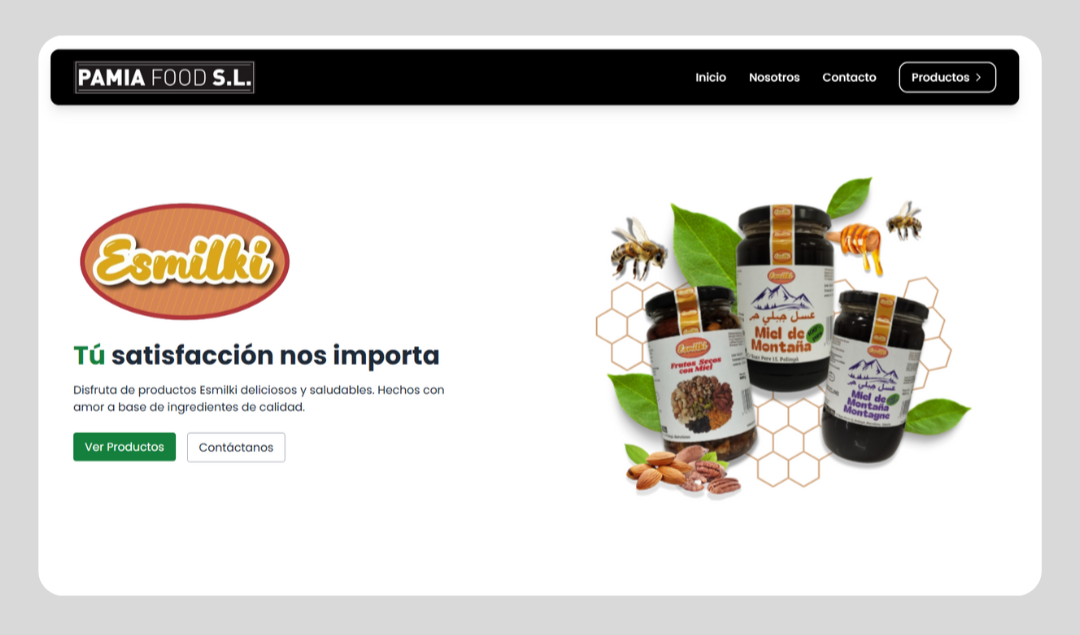 PAMIA FOOD S.L.
Inicio
Nosotros
Contacto
Productos
Esmilki
Tú satisfacción nos importa
Disfruta de productos Esmilki deliciosos y saludables. Hechos con
amor a base de ingredientes de calidad.
Ver Productos
Contáctanos
Esmilki
عسل جبلي حر
Miel de
Montaña
Esmilki
Frutos Secos
con Miel
عسل جبلي حر
Miel de
Montaña
Montagne